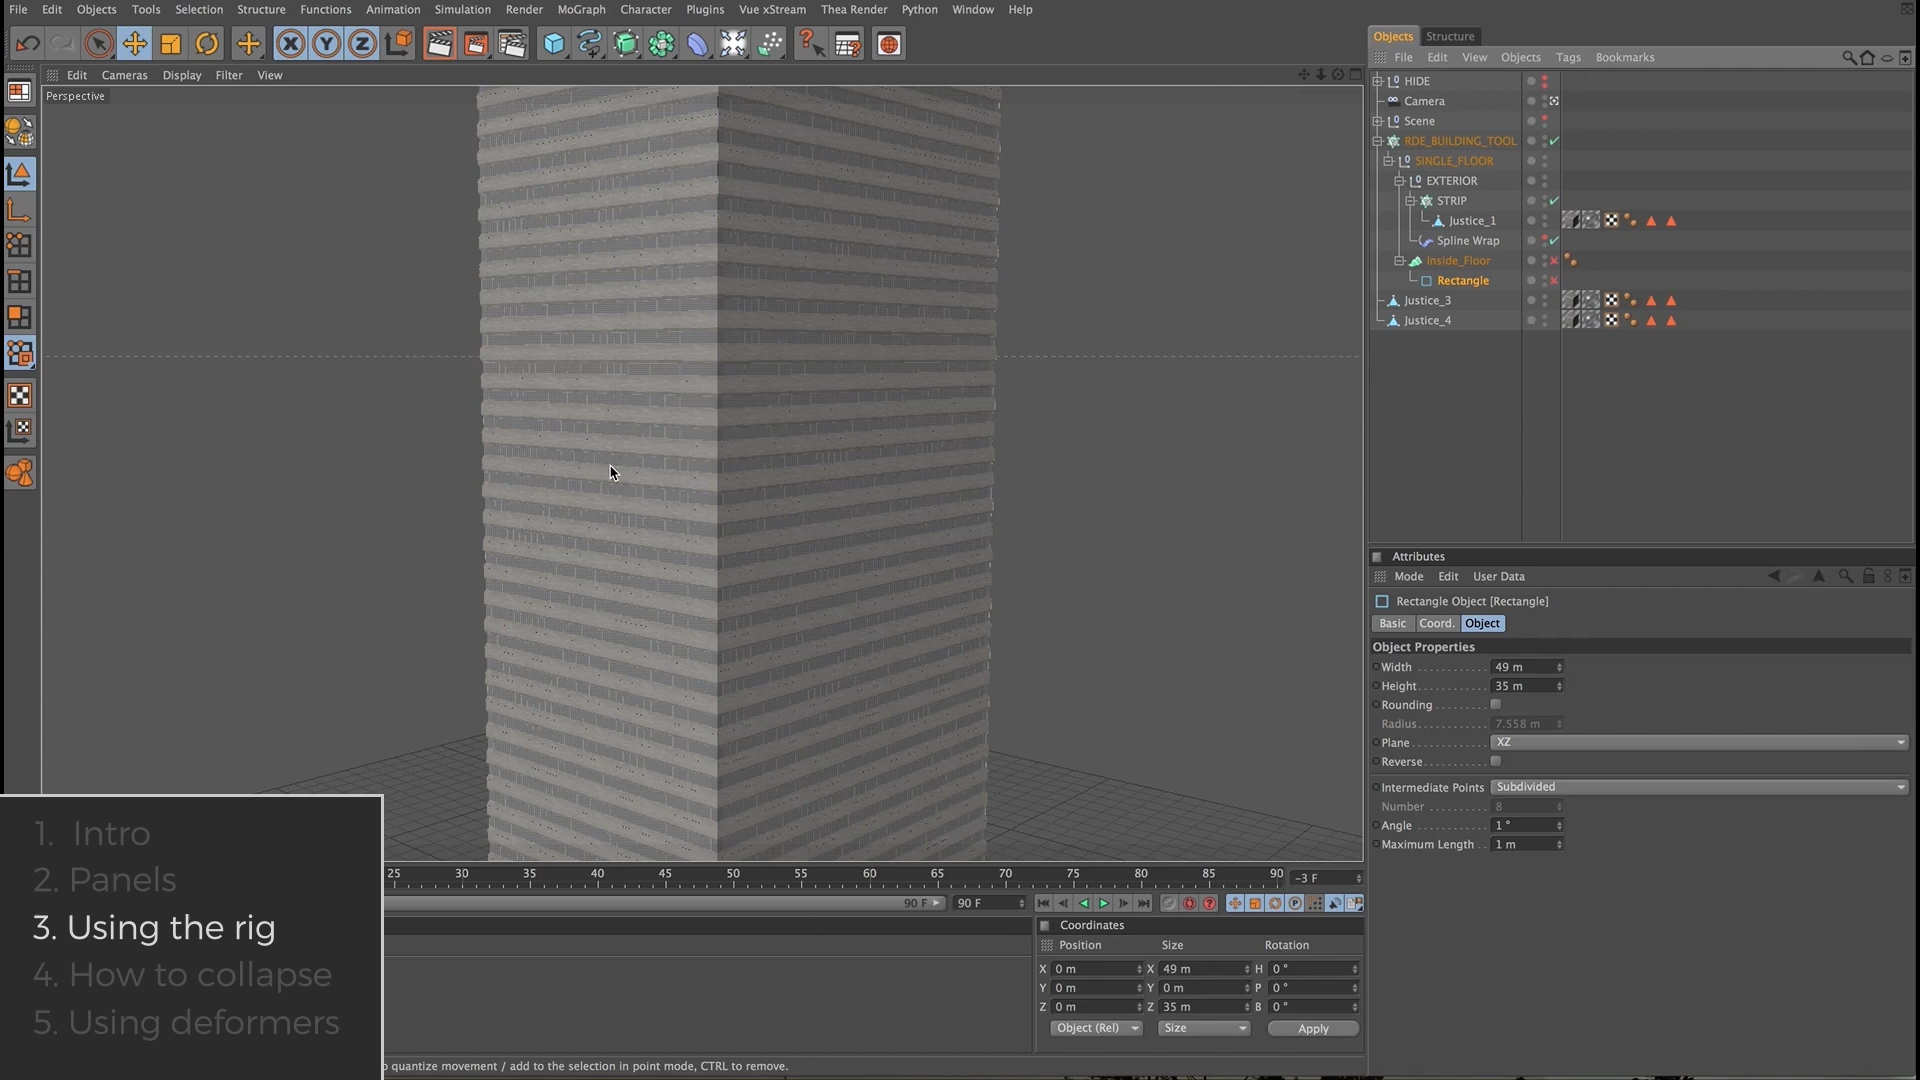 File Edit Objects Tools Selection Structure Functions Animation Simulation Render MoGraph Character Plugins Vue xStream Thea Render Python Window Help
Edit Cameras Display Filter View
Perspective
1. Intro
2. Panels
3. Using the rig
4. How to collapse
5. Using deformers
25 30 35 40 45 50 55 60 65 70 75 80 85 90 -3 F
90 F 90 F
Coordinates
Position Size Rotation
X 0 m X 49 m H 0 °
Y 0 m Y 0 m P 0 °
Z 0 m Z 35 m B 0 °
Object (Rel) Size Apply
quantize movement / add to the selection in point mode, CTRL to remove.
Objects Structure
File Edit View Objects Tags Bookmarks
HIDE
Camera
Scene
RDE_BUILDING_TOOL
SINGLE_FLOOR
EXTERIOR
STRIP
Justice_1
Spline Wrap
Inside_Floor
Rectangle
Justice_3
Justice_4
Attributes
Mode Edit User Data
Rectangle Object [Rectangle]
Basic Coord. Object
Object Properties
Width 49 m
Height 35 m
Rounding
Radius 7.558 m
Plane XZ
Reverse
Intermediate Points Subdivided
Number 8
Angle 1 °
Maximum Length 1 m